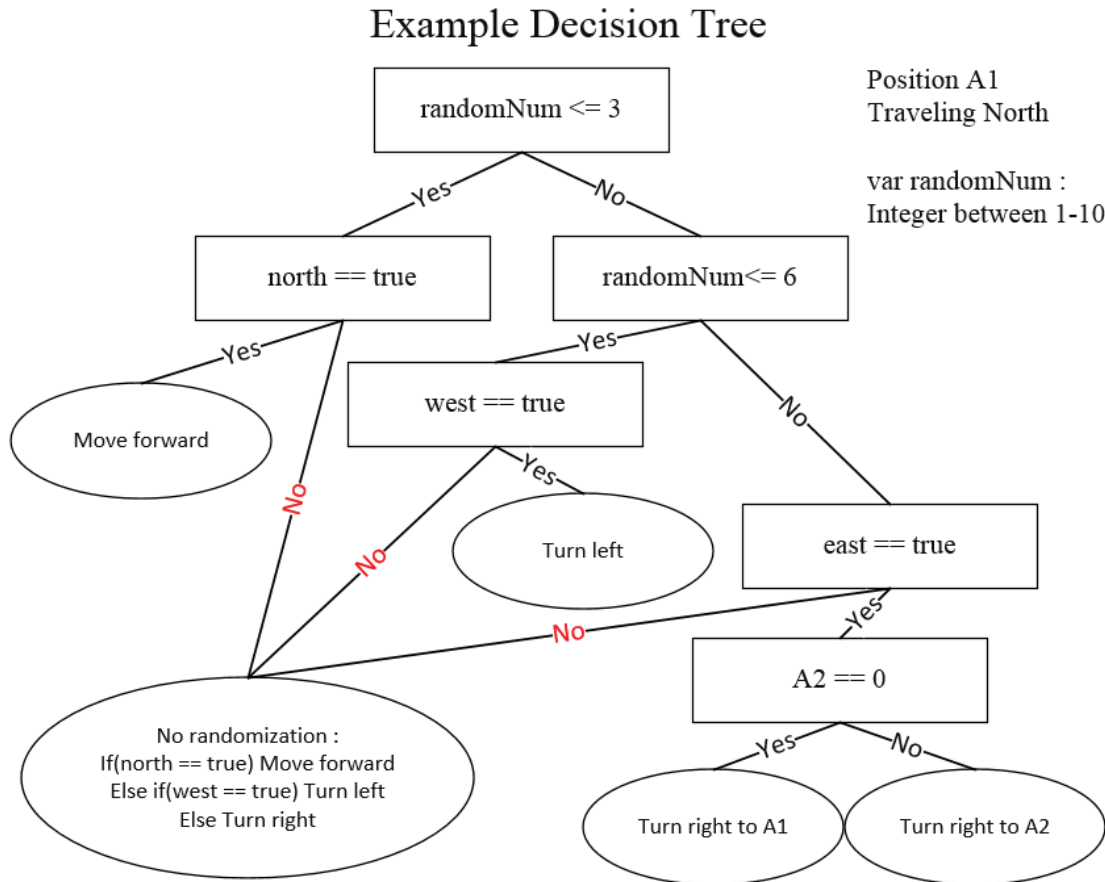 Example Decision Tree
Position A1
Traveling North
var randomNum :
Integer between 1-10
randomNum <= 3
Yes
No
north == true
randomNum<= 6
Yes
Yes
No
Move forward
west == true
No
Yes
No
Turn left
east == true
No
Yes
A2 == 0
No randomization :
If(north == true) Move forward
Else if(west == true) Turn left
Else Turn right
Yes
No
Turn right to A1
Turn right to A2